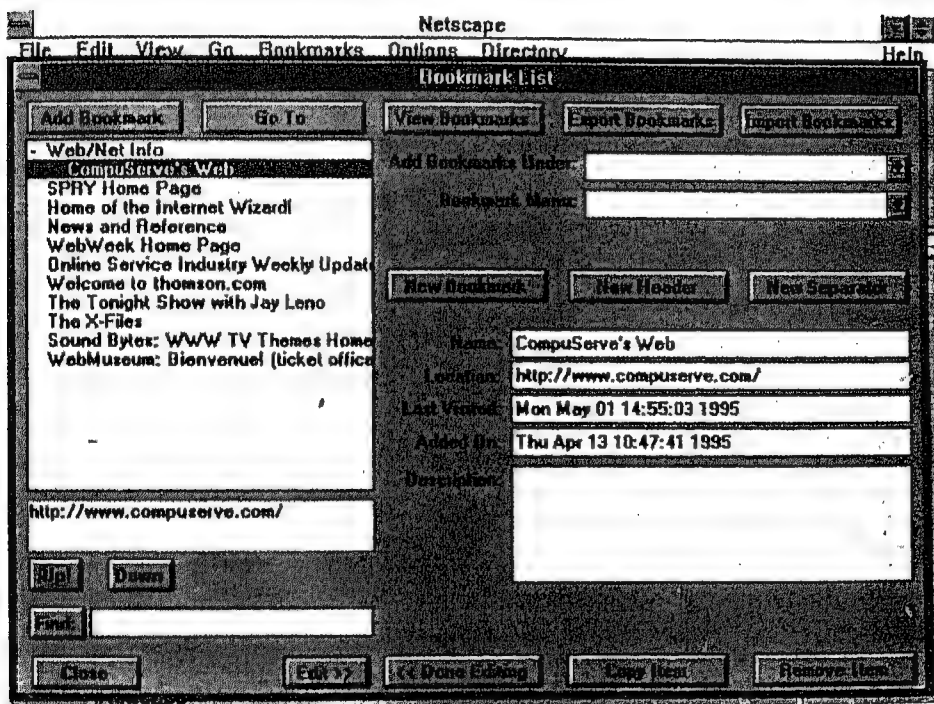 Netscape
File Edit View Go Bookmarks Options Directory Help
Bookmark List
Add Bookmark Go To View Bookmarks Export Bookmarks Import Bookmarks
- Web/Net Info
CompuServe's Web
SPRY Home Page
Home of the Internet Wizard!
News and Reference
WebWeek Home Page
Online Service Industry Weekly Update
Welcome to thomson.com
The Tonight Show with Jay Leno
The X-Files
Sound Bytes: WWW TV Themes Home
WebMuseum: Bienvenue! (ticket office
http://www.compuserve.com/
Up! Down
Find:
Close Edit >>
Add Bookmarks Under:
Bookmark Menu:
New Bookmark New Header New Separator
Name: CompuServe's Web
Location: http://www.compuserve.com/
Last Visited: Mon May 01 14:55:03 1995
Added On: Thu Apr 13 10:47:41 1995
Description:
<< Done Editing Copy Item Remove Item